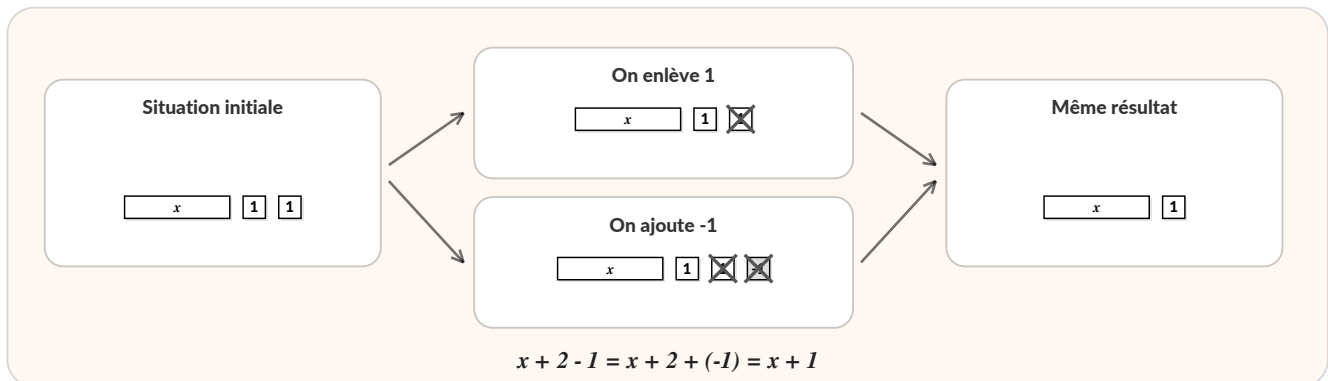 Situation initiale
x 1 1
On enlève 1
x 1
On ajoute -1
x 1
Même résultat
x 1
x + 2 - 1 = x + 2 + (-1) = x + 1